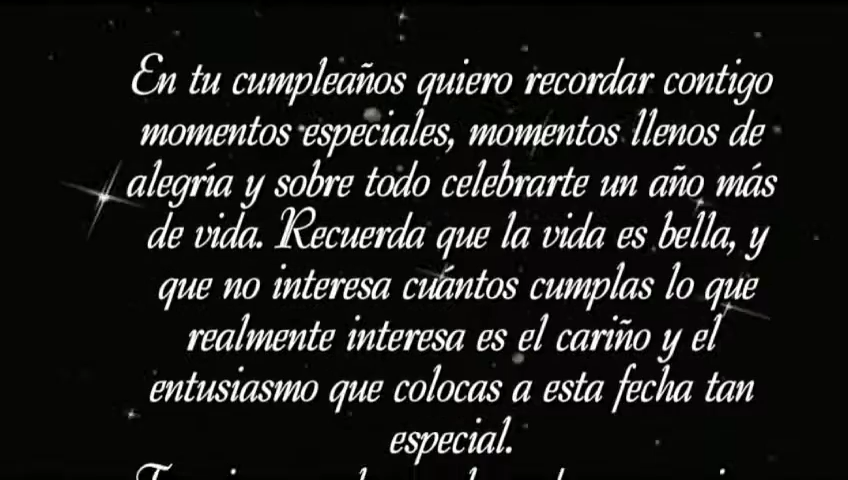 En tu cumpleaños quiero recordar contigo
momentos especiales, momentos llenos de
alegría y sobre todo celebrarte un año más
de vida. Recuerda que la vida es bella, y
que no interesa cuántos cumplas lo que
realmente interesa es el cariño y el
entusiasmo que colocas a esta fecha tan
especial.